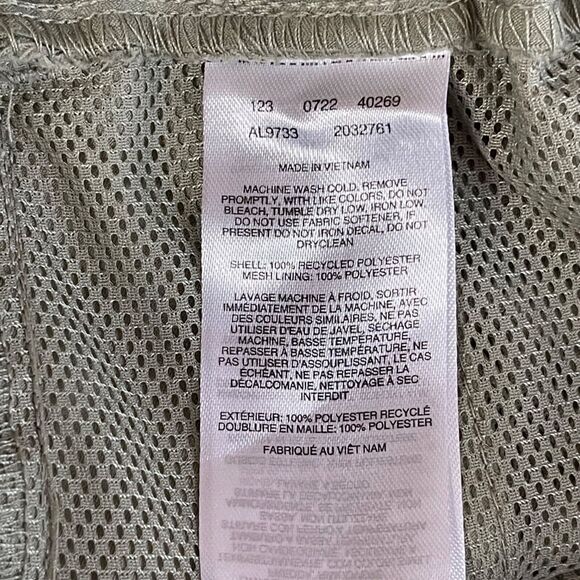 123 0722 40269
AL9733 2032761
MADE IN VIETNAM
MACHINE WASH COLD, REMOVE
PROMPTLY, WITH LIKE COLORS, DO NOT
BLEACH, TUMBLE DRY LOW, IRON LOW,
DO NOT USE FABRIC SOFTENER, IF
PRESENT DO NOT IRON DECAL, DO NOT
DRYCLEAN
SHELL: 100% RECYCLED POLYESTER
MESH LINING: 100% POLYESTER
LAVAGE MACHINE À FROID, SORTIR
IMMÉDIATEMENT DE LA MACHINE, AVEC
DES COULEURS SIMILAIRES, NE PAS
UTILISER D'EAU DE JAVEL, SÉCHAGE
MACHINE, BASSE TEMPÉRATURE,
REPASSER À BASSE TEMPÉRATURE, NE
PAS UTILISER D'ASSOUPLISSANT, LE CAS
ÉCHÉANT, NE PAS REPASSER LA
DÉCALCOMANIE, NETTOYAGE À SEC
INTERDIT
EXTÉRIEUR: 100% POLYESTER RECYCLÉ
DOUBLURE EN MAILLE: 100% POLYESTER
FABRIQUÉ AU VIÊT NAM